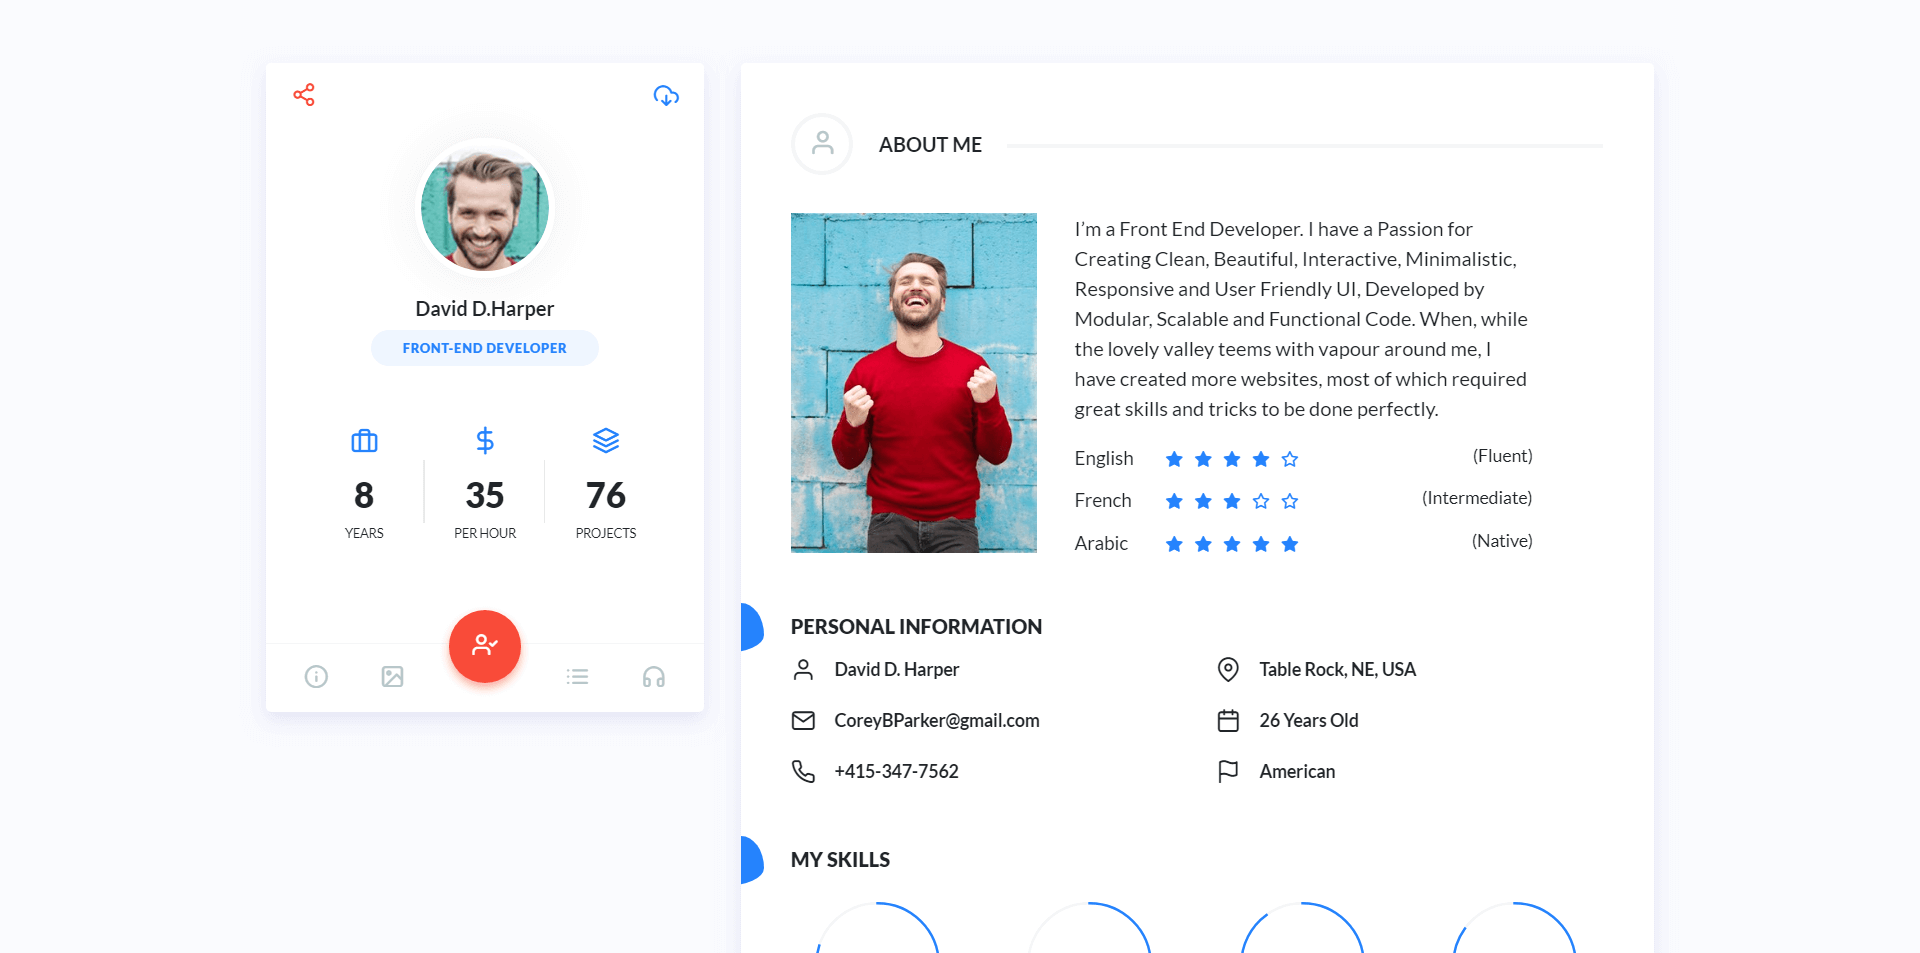 David D.Harper
FRONT-END DEVELOPER
8
YEARS
35
PER HOUR
76
PROJECTS
ABOUT ME
I’m a Front End Developer. I have a Passion for
Creating Clean, Beautiful, Interactive, Minimalistic,
Responsive and User Friendly UI, Developed by
Modular, Scalable and Functional Code. When, while
the lovely valley teems with vapour around me, I
have created more websites, most of which required
great skills and tricks to be done perfectly.
English (Fluent)
French (Intermediate)
Arabic (Native)
PERSONAL INFORMATION
David D. Harper
Table Rock, NE, USA
CoreyBParker@gmail.com
26 Years Old
+415-347-7562
American
MY SKILLS